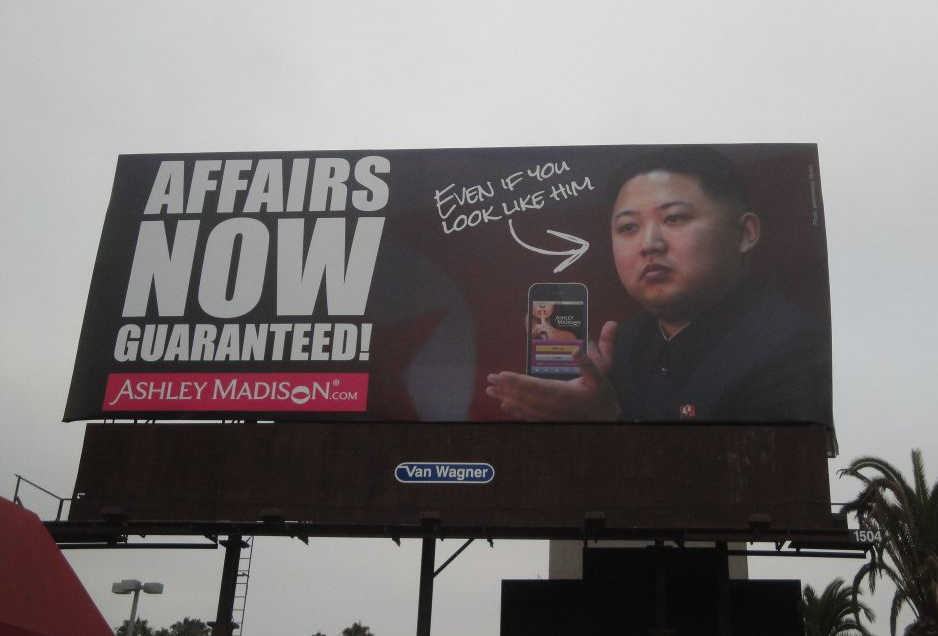 AFFAIRS
NOW
GUARANTEED!
ASHLEY MADISON.COM®
EVEN IF YOU
LOOK LIKE HIM
ASHLEY
MADISON
Van Wagner
1504